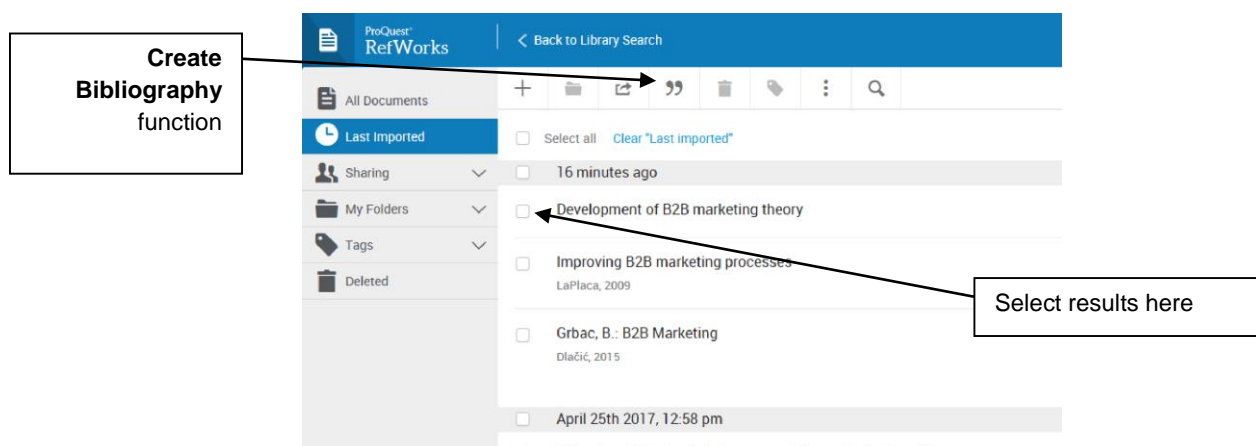 Create
Bibliography
function
ProQuest
RefWorks
Back to Library Search
All Documents
Last Imported
Sharing
My Folders
Tags
Deleted
Select all Clear "Last imported"
16 minutes ago
Development of B2B marketing theory
Improving B2B marketing processes
LaPlaca, 2009
Grbac, B.: B2B Marketing
Dlačić, 2015
April 25th 2017, 12:58 pm
Select results here